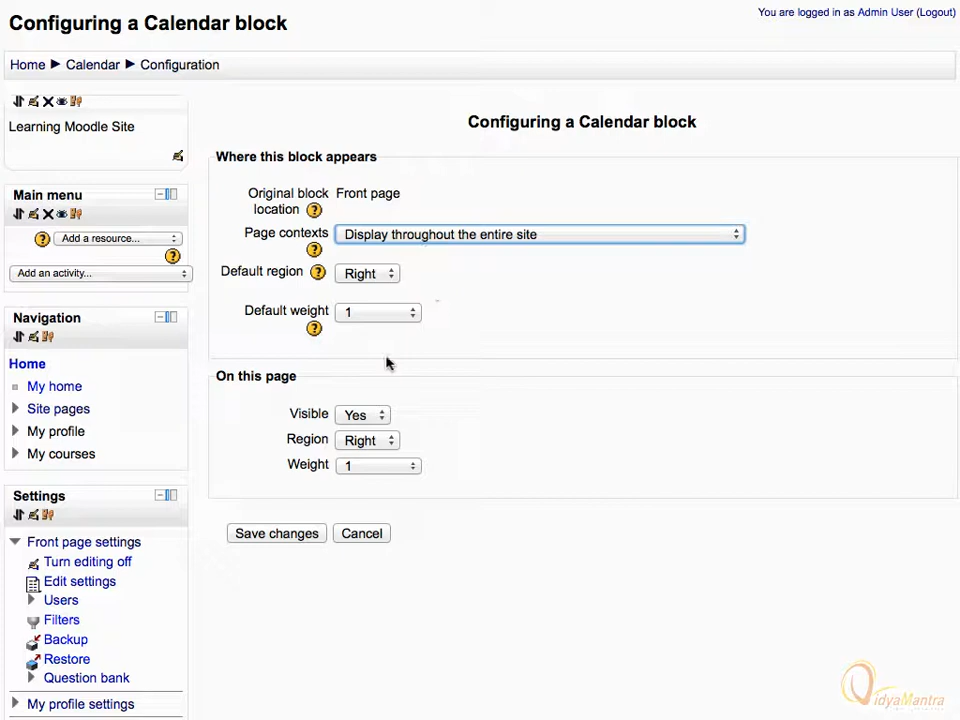 Configuring a Calendar block
You are logged in as Admin User (Logout)
Home ► Calendar ► Configuration
Learning Moodle Site
Main menu
Add a resource...
Add an activity...
Navigation
Home
My home
Site pages
My profile
My courses
Settings
Front page settings
Turn editing off
Edit settings
Users
Filters
Backup
Restore
Question bank
My profile settings
Configuring a Calendar block
Where this block appears
Original block location Front page
Page contexts Display throughout the entire site
Default region Right
Default weight 1
On this page
Visible Yes
Region Right
Weight 1
Save changes Cancel
VidyaMantra